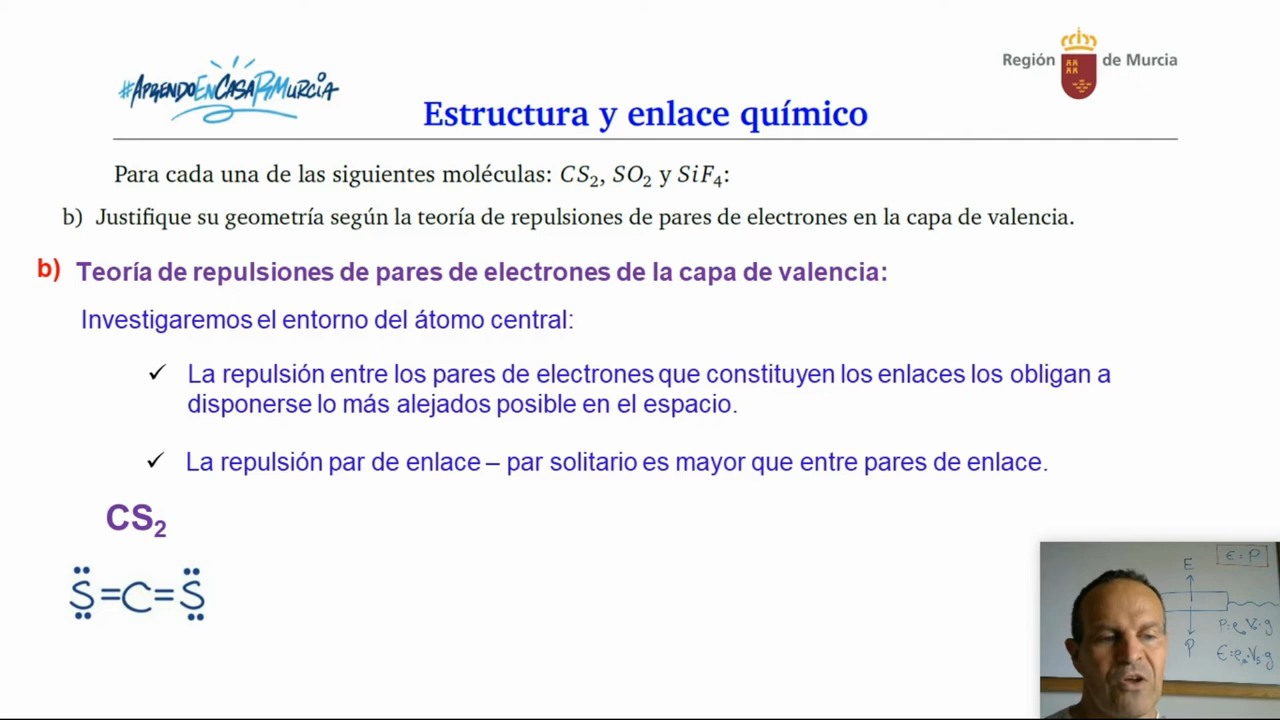 #APRENDOENCASARMURCIA
Región de Murcia
Estructura y enlace químico
Para cada una de las siguientes moléculas: CS₂, SO₂ y SiF₄:
b) Justifique su geometría según la teoría de repulsiones de pares de electrones en la capa de valencia.
b) Teoría de repulsiones de pares de electrones de la capa de valencia:
Investigaremos el entorno del átomo central:
✓ La repulsión entre los pares de electrones que constituyen los enlaces los obligan a
disponerse lo más alejados posible en el espacio.
✓ La repulsión par de enlace – par solitario es mayor que entre pares de enlace.
CS₂
S=C=S
E
P